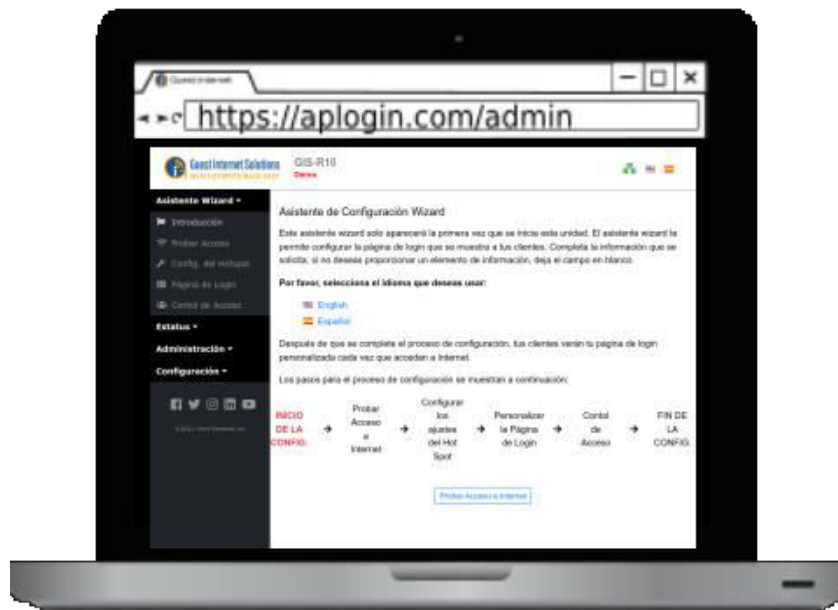 Guest Internet
https://aplogin.com/admin
Guest Internet Solutions
GIS-R10
Demo
Asistente Wizard
Introducción
Probar Acceso
Config. del Hotspot
Página de Login
Contol de Acceso
Estatus
Administración
Configuración
Asistente de Configuración Wizard
Este asistente wizard solo aparecerá la primera vez que se inicie esta unidad. El asistente wizard te
permite configurar la página de login que se muestra a tus clientes. Completa la información que se
solicita, si no deseas proporcionar un elemento de información, deja el campo en blanco.
Por favor, selecciona el idioma que deseas usar:
English
Español
Después de que se complete el proceso de configuración, tus clientes verán tu página de login
personalizada cada vez que accedan a Internet.
Los pasos para el proceso de configuración se muestran a continuación:
INICIO
DE LA
CONFIG.
Probar
Acceso
a
Internet
Configurar
los
ajustes
del Hot
Spot
Personalizar
la Página
de Login
Contol
de
Acceso
FIN DE
LA
CONFIG.
Probar Acceso a Internet